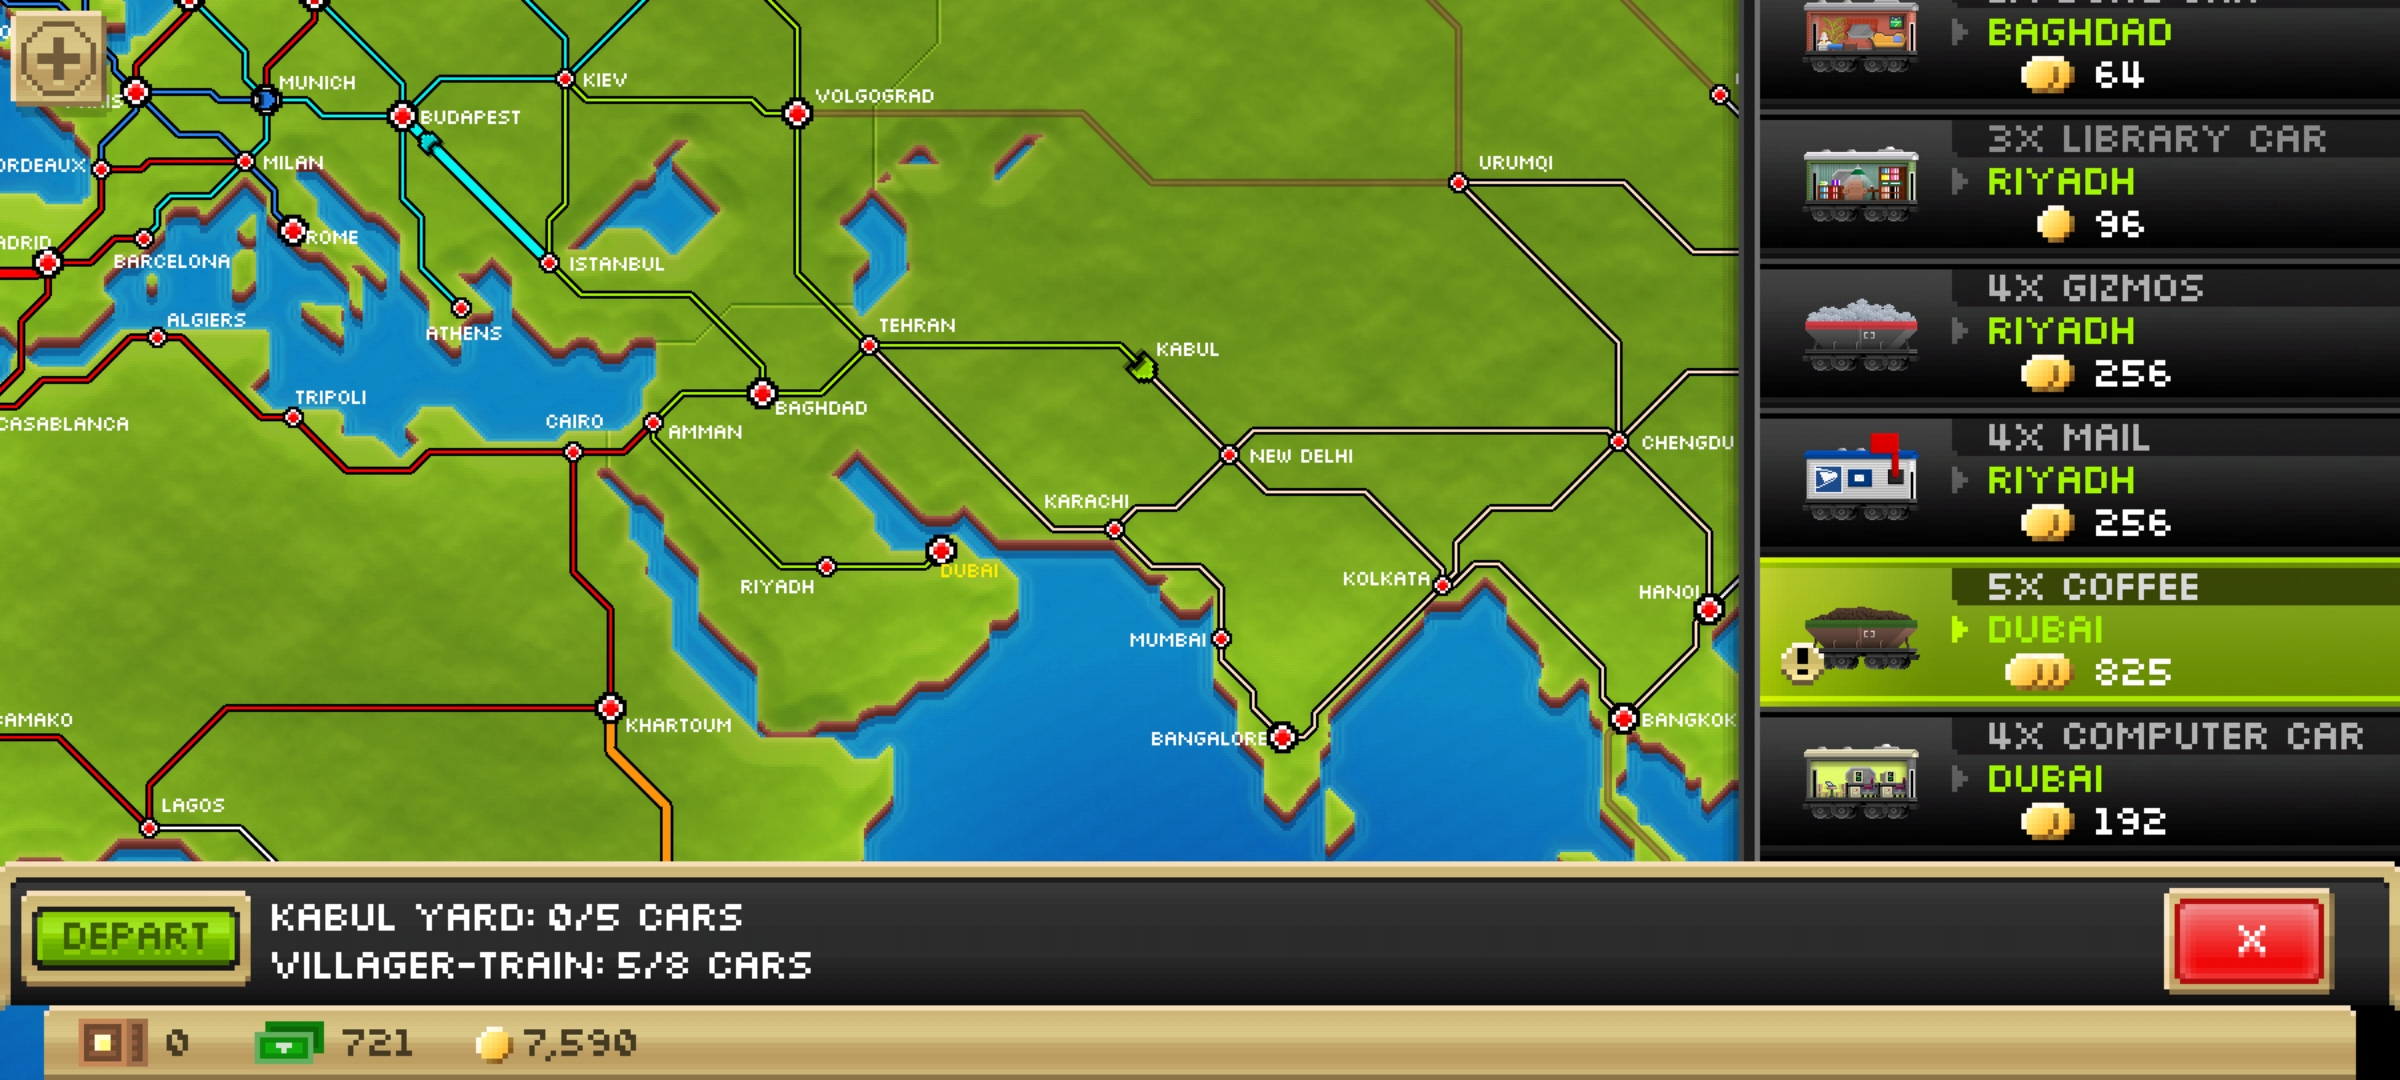 MUNICH
KIEV
VOLGOGRAD
BUDAPEST
MILAN
URUMQI
ROME
BARCELONA
ISTANBUL
ALGIERS
ATHENS
TEHRAN
KABUL
TRIPOLI
CAIRO
BAGHDAD
CASABLANCA
AMMAN
CHENGDU
NEW DELHI
KARACHI
DUBAI
RIYADH
KOLKATA
HANOI
MUMBAI
KHARTOUM
BANGALORE
BANGKOK
LAGOS
BAGHDAD
64
3X LIBRARY CAR
RIYADH
96
4X GIZMOS
RIYADH
256
4X MAIL
RIYADH
256
5X COFFEE
DUBAI
825
4X COMPUTER CAR
DUBAI
192
DEPART
KABUL YARD: 0/5 CARS
VILLAGER-TRAIN: 5/8 CARS
X
0
721
7,590